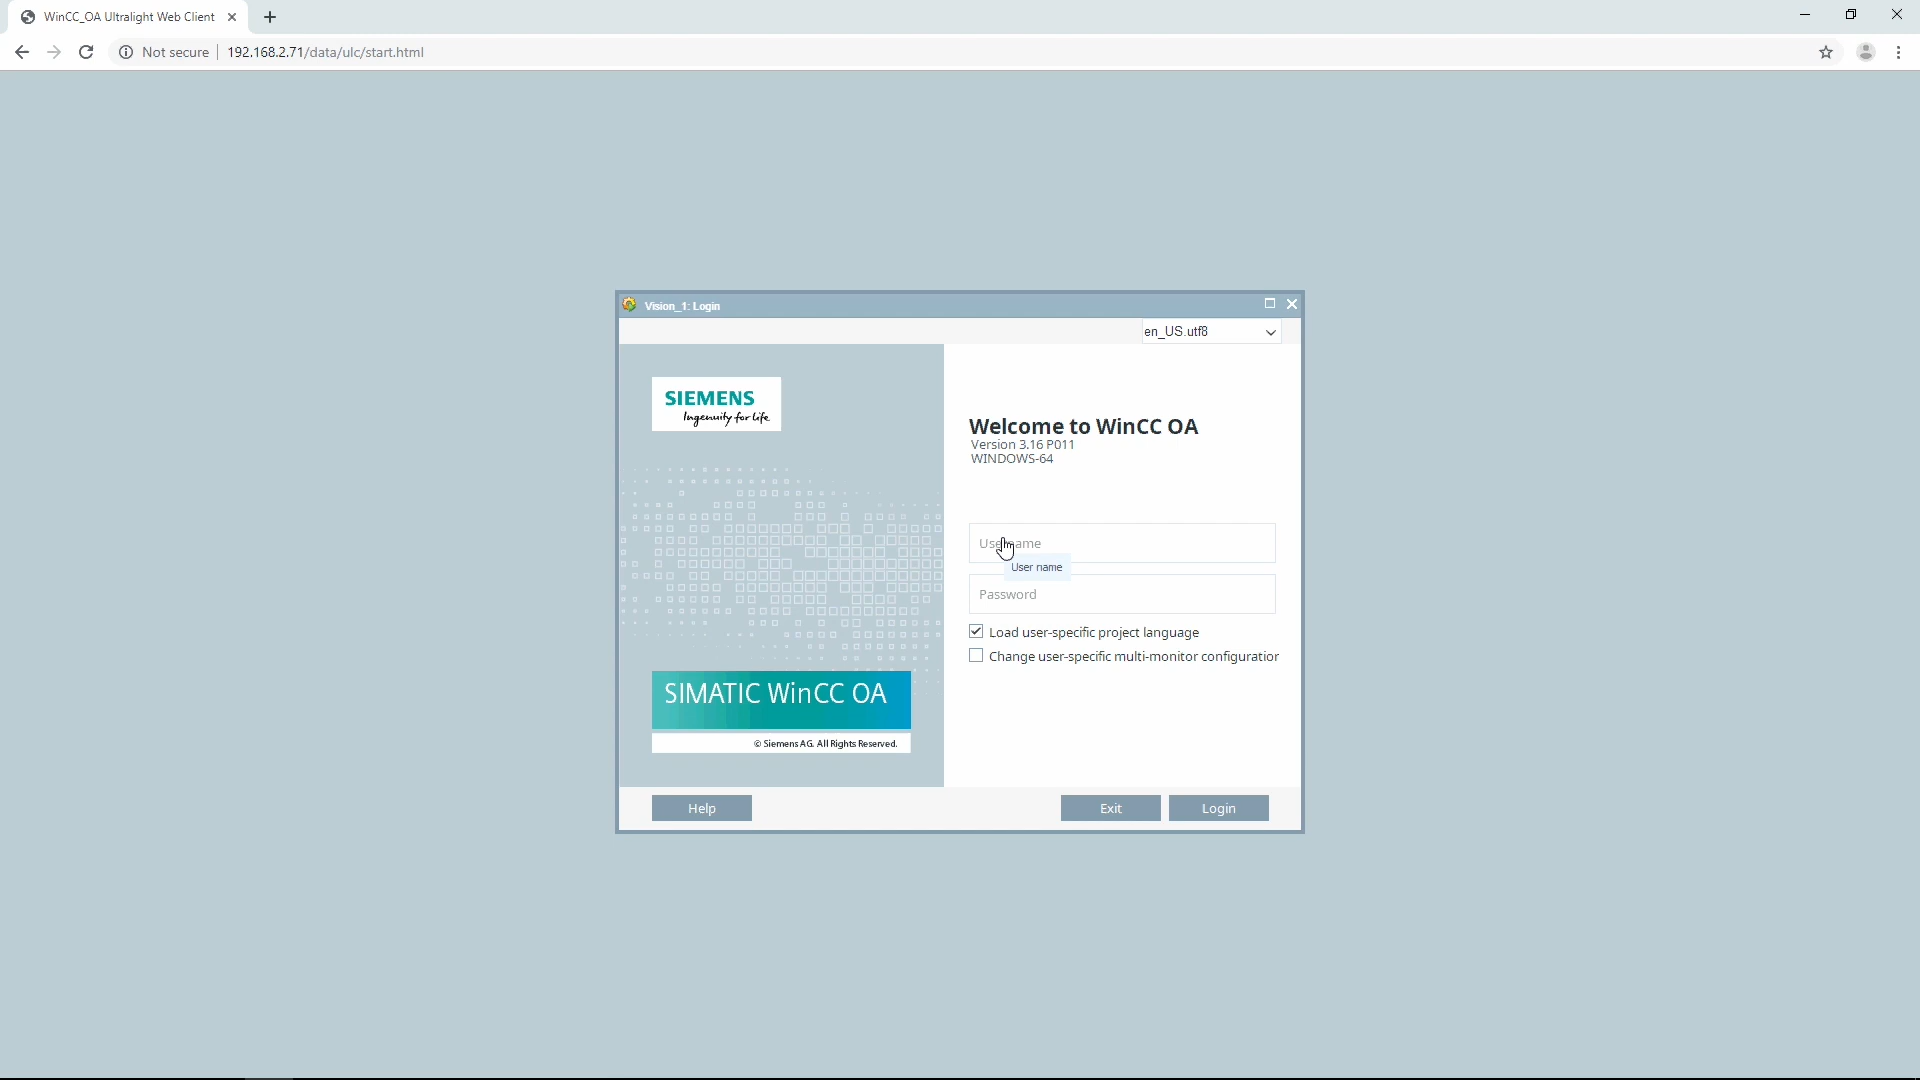 WinCC_OA Ultralight Web Client
Not secure
192.168.2.71/data/ulc/start.html
Vision_1: Login
en_US.utf8
SIEMENS
Ingenuity for life
Welcome to WinCC OA
Version 3.16 P011
WINDOWS-64
Username
User name
Password
Load user-specific project language
Change user-specific multi-monitor configuration
SIMATIC WinCC OA
© Siemens AG. All Rights Reserved.
Help
Exit
Login